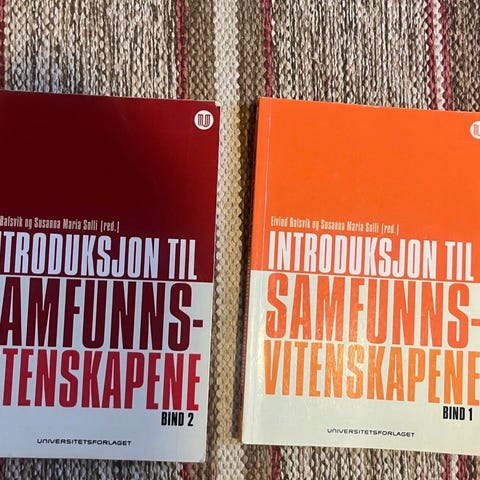 Balsvik og Susanna Maria Solli (red.)
NTRODUKSJON TIL
AMFUNNS-
TENSKAPENE
BIND 2
UNIVERSITETSFORLAGET
Eivind Balsvik og Susanna Maria Solli (red.)
INTRODUKSJON TIL
SAMFUNNS-
VITENSKAPENE
BIND 1
UNIVERSITETSFORLAGET